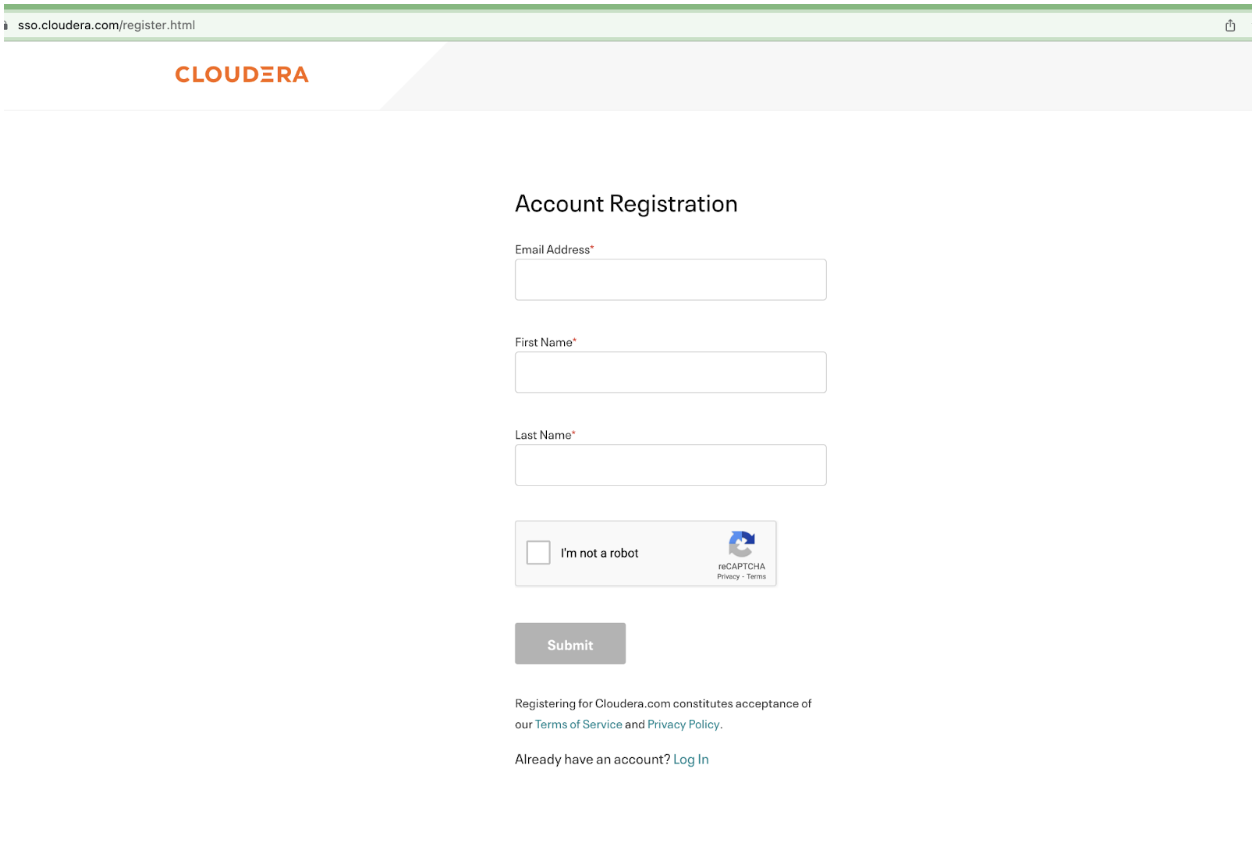 sso.cloudera.com/register.html
CLOUDERA
Account Registration
Email Address*
First Name*
Last Name*
I'm not a robot
reCAPTCHA
Privacy - Terms
Submit
Registering for Cloudera.com constitutes acceptance of
our Terms of Service and Privacy Policy.
Already have an account? Log In